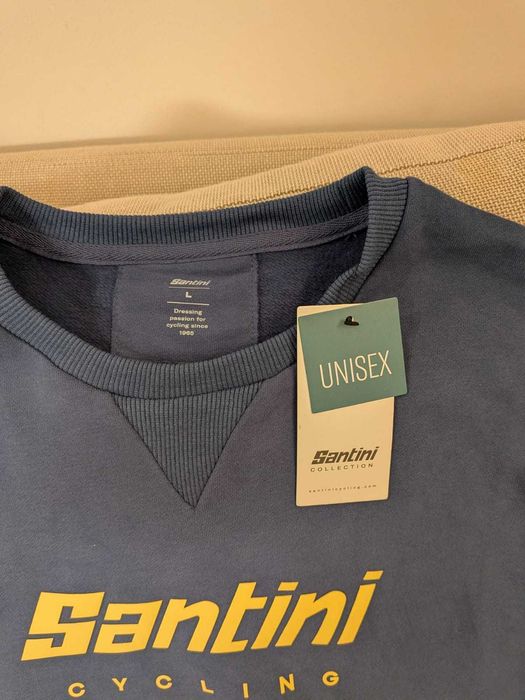 Santini
L
Dressing
passion for
cycling since
1965
UNISEX
Santini
COLLECTION
santinicycling.com
Santini
CYCLING